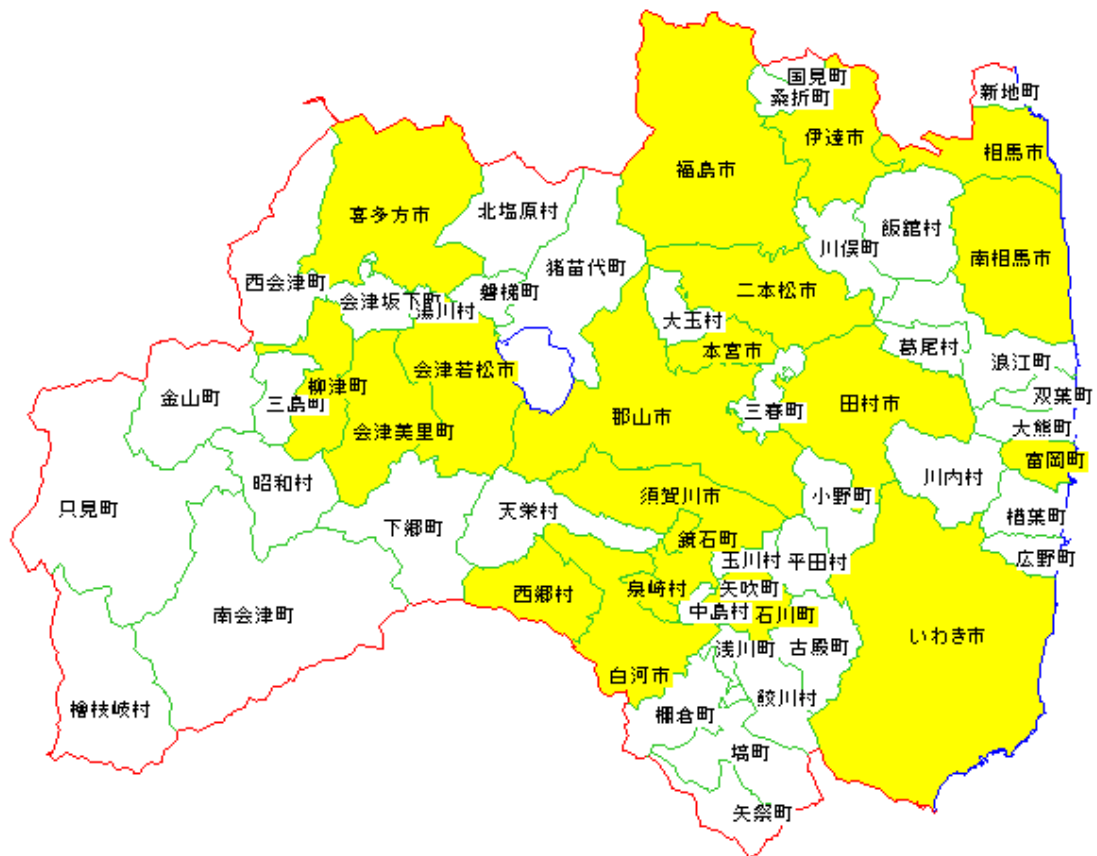 国見町
桑折町
新地町
伊達市
相馬市
福島市
喜多方市
北塩原村
飯舘村
川俣町
南相馬市
猪苗代町
西会津町
会津坂下町
湯川村
磐梯町
二本松市
大玉村
本宮市
葛尾村
浪江町
会津若松市
柳津町
金山町
三島町
双葉町
三春町
田村市
郡山市
大熊町
会津美里町
富岡町
昭和村
川内村
小野町
須賀川市
只見町
天栄村
下郷町
楢葉町
鏡石町
玉川村
平田村
広野町
泉崎村
矢吹町
西郷村
中島村
石川町
南会津町
いわき市
浅川町
古殿町
白河市
鮫川村
檜枝岐村
棚倉町
塙町
矢祭町